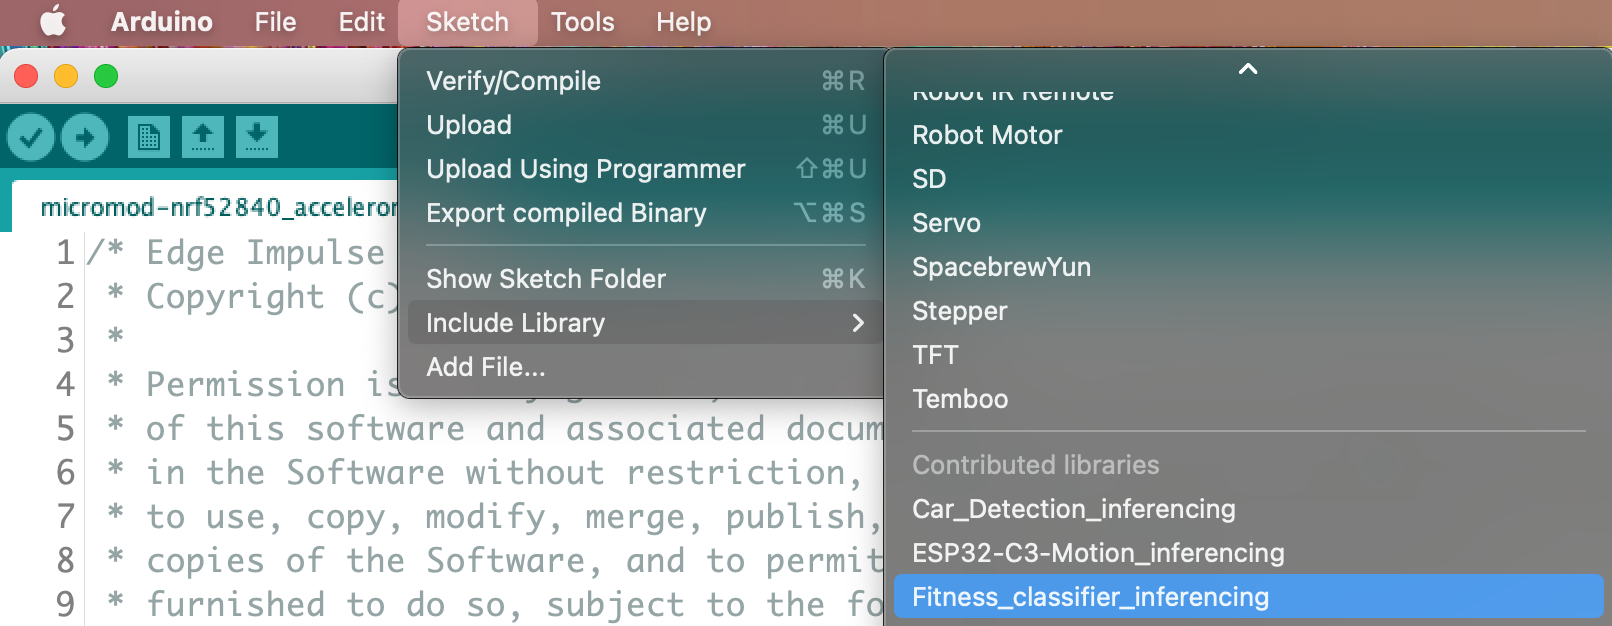 Arduino File Edit Sketch Tools Help
Verify/Compile ⌘R
Upload ⌘U
Upload Using Programmer ⇧⌘U
Export compiled Binary ⌥⌘S
Show Sketch Folder ⌘K
Include Library
Add File...
Robot IR Remote
Robot Motor
SD
Servo
SpacebrewYun
Stepper
TFT
Temboo
Contributed libraries
Car_Detection_inferencing
ESP32-C3-Motion_inferencing
Fitness_classifier_inferencing
micromod-nrf52840_acceleror
1 /* Edge Impulse
2 * Copyright (c)
3 *
4 * Permission is
5 * of this software and associated docum
6 * in the Software without restriction,
7 * to use, copy, modify, merge, publish,
8 * copies of the Software, and to permit
9 * furnished to do so, subject to the fo